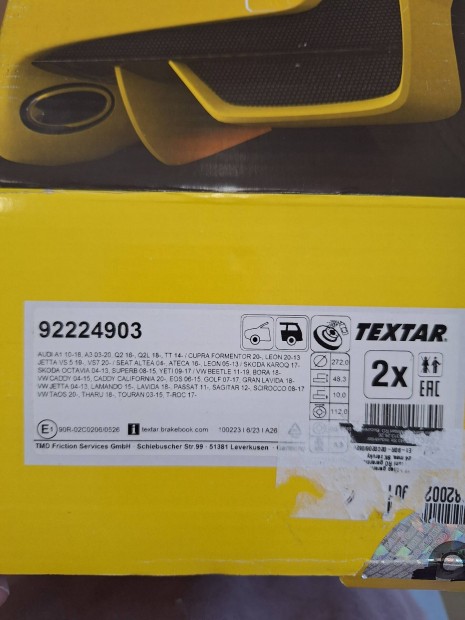 92224903
TEXTAR
AUDI A1 10-18, A3 03-20, Q2 16-, Q2L 18-, TT 14- / CUPRA FORMENTOR 20-, LEON 20-13
JETTA VS 5 19-, VS7 20- / SEAT ALTEA 04-, ATECA 16-, LEON 05-13 / SKODA KAROQ 17-
SKODA OCTAVIA 04-13, SUPERB 08-15, YETI 09-17 / VW BEETLE 11-19, BORA 18-
VW CADDY 04-15, CADDY CALIFORNIA 20-, EOS 06-15, GOLF 07-17, GRAN LAVIDA 18-
VW JETTA 04-13, LAMANDO 15-, LAVIDA 18-, PASSAT 11-, SAGITAR 12-, SCIROCCO 08-17
VW TAOS 20-, THARU 18-, TOURAN 03-15, T-ROC 17-
272,0
48,3
10,0
112,0
2x
EAC
E1 90R-02C0206/0526
i textar brakebook.com
100223 I 6/23 I A26
TMD Friction Services GmbH Schlebuscher Str.99 - 51381 Leverkusen